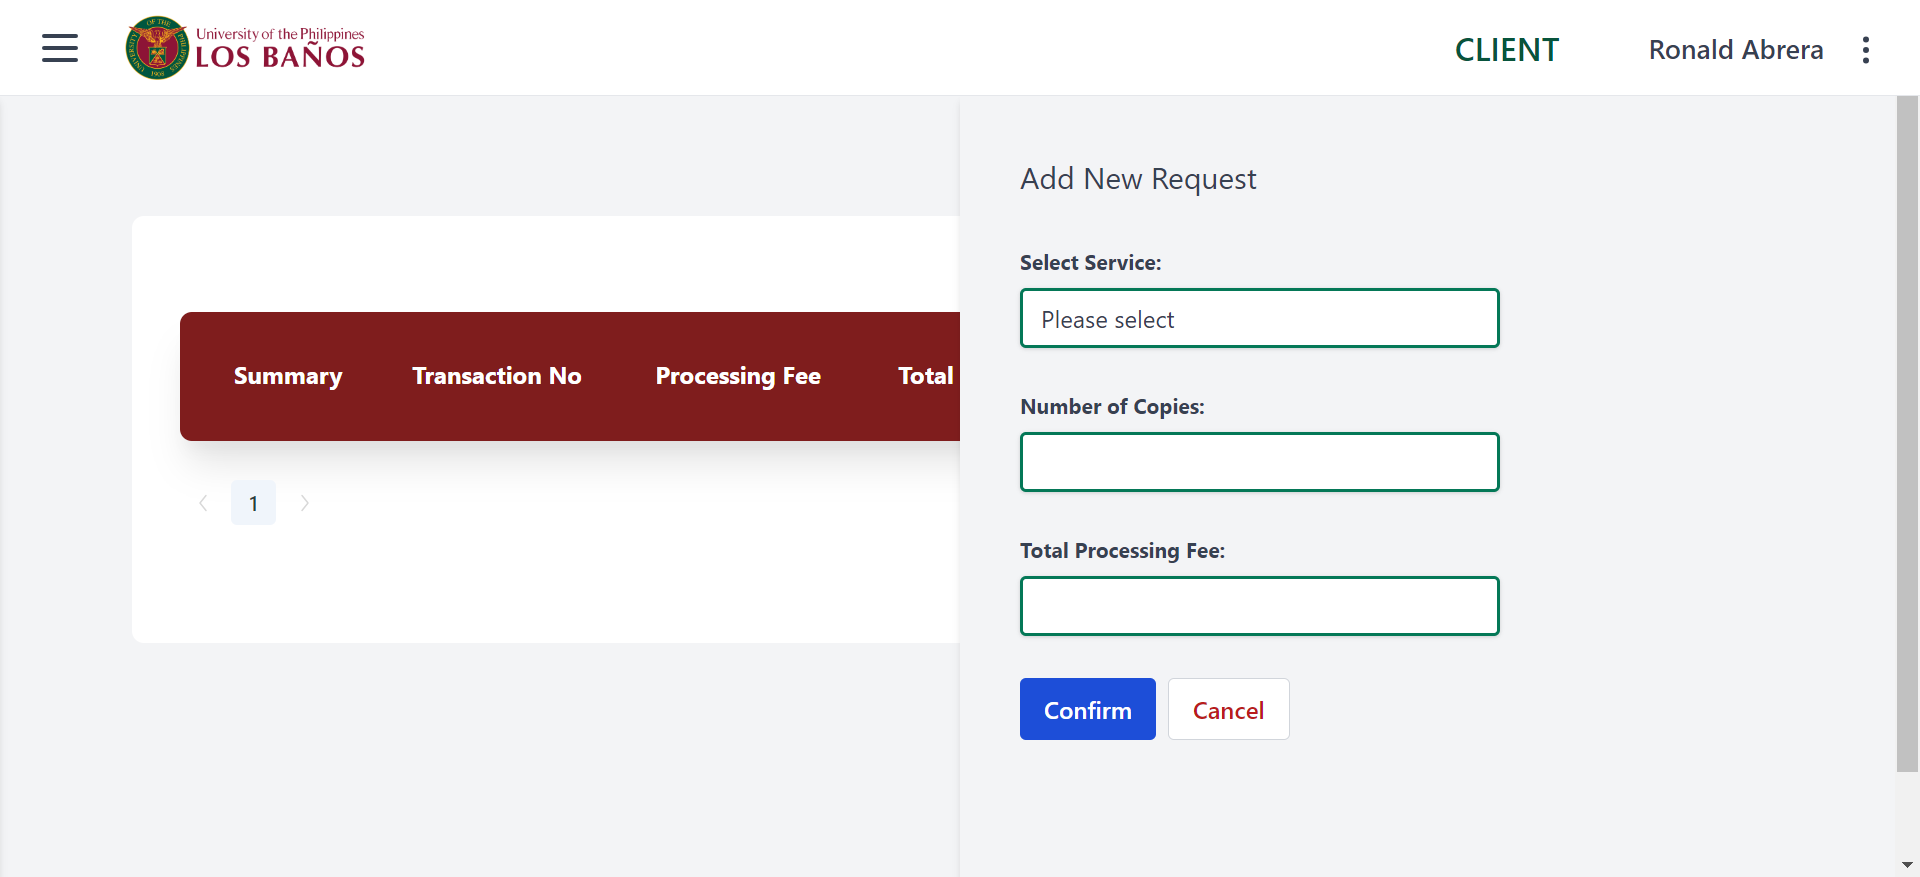 University of the Philippines
LOS BAÑOS
CLIENT
Ronald Abrera
Summary
Transaction No
Processing Fee
Total
1
Add New Request
Select Service:
Please select
Number of Copies:
Total Processing Fee:
Confirm
Cancel